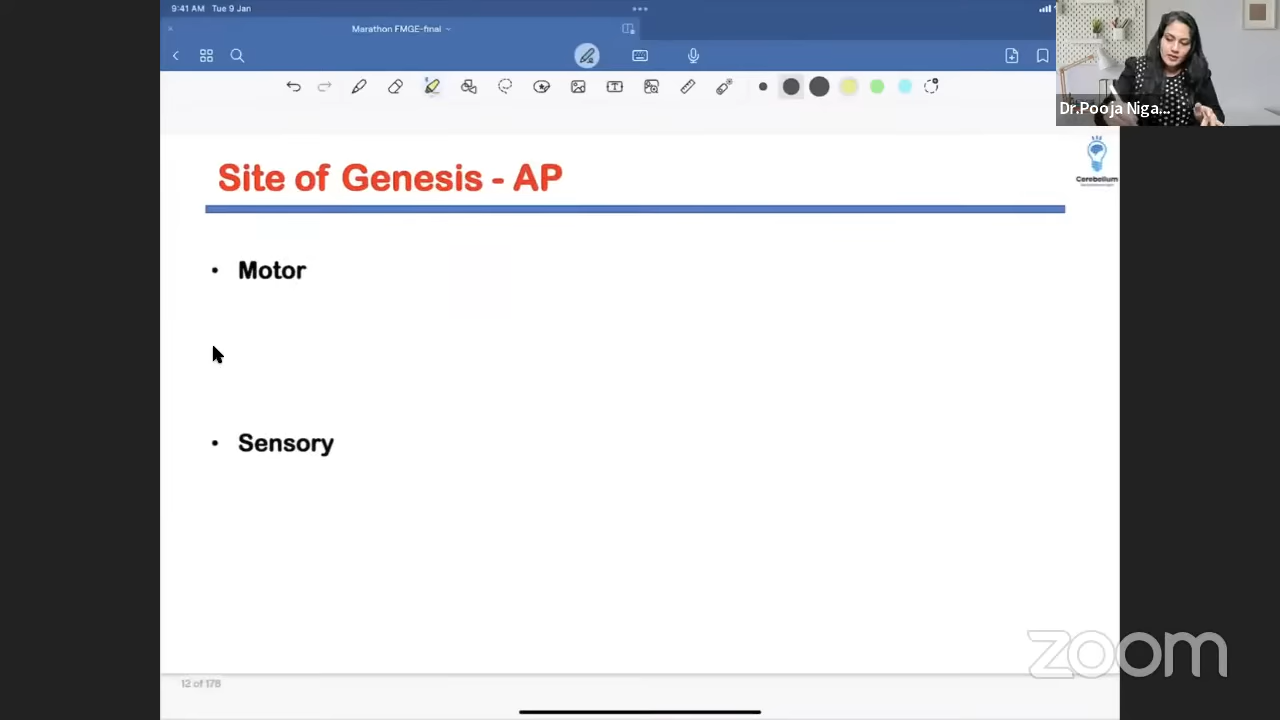 9:41 AM Tue 9 Jan
Marathon FMGE-final
Dr.Pooja Niga...
Site of Genesis - AP
Cerebellum
• Motor
• Sensory
zoom
12 of 178